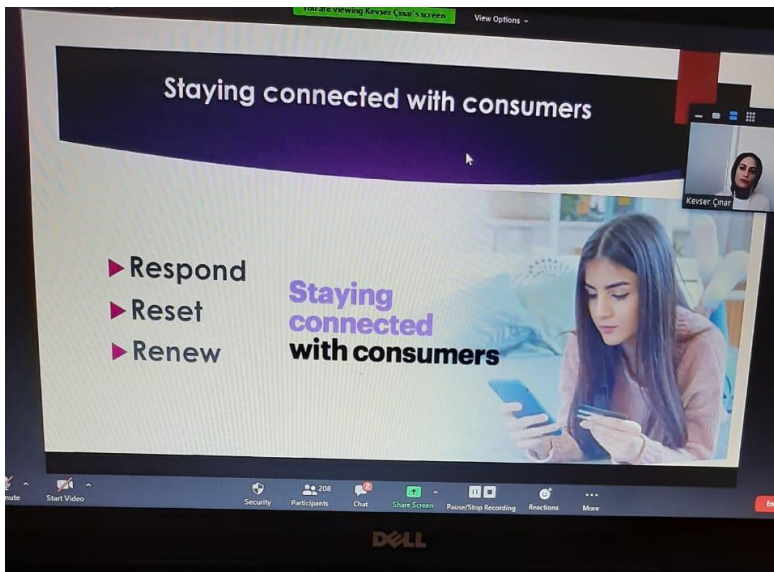 You are viewing Kevser Çınar's screen
View Options
Staying connected with consumers
Kevser Çınar
Respond
Reset
Renew
Staying
connected
with consumers
Start Video
Security
208
Participants
2
Chat
Share Screen
Pause/Stop Recording
Reactions
More
DELL